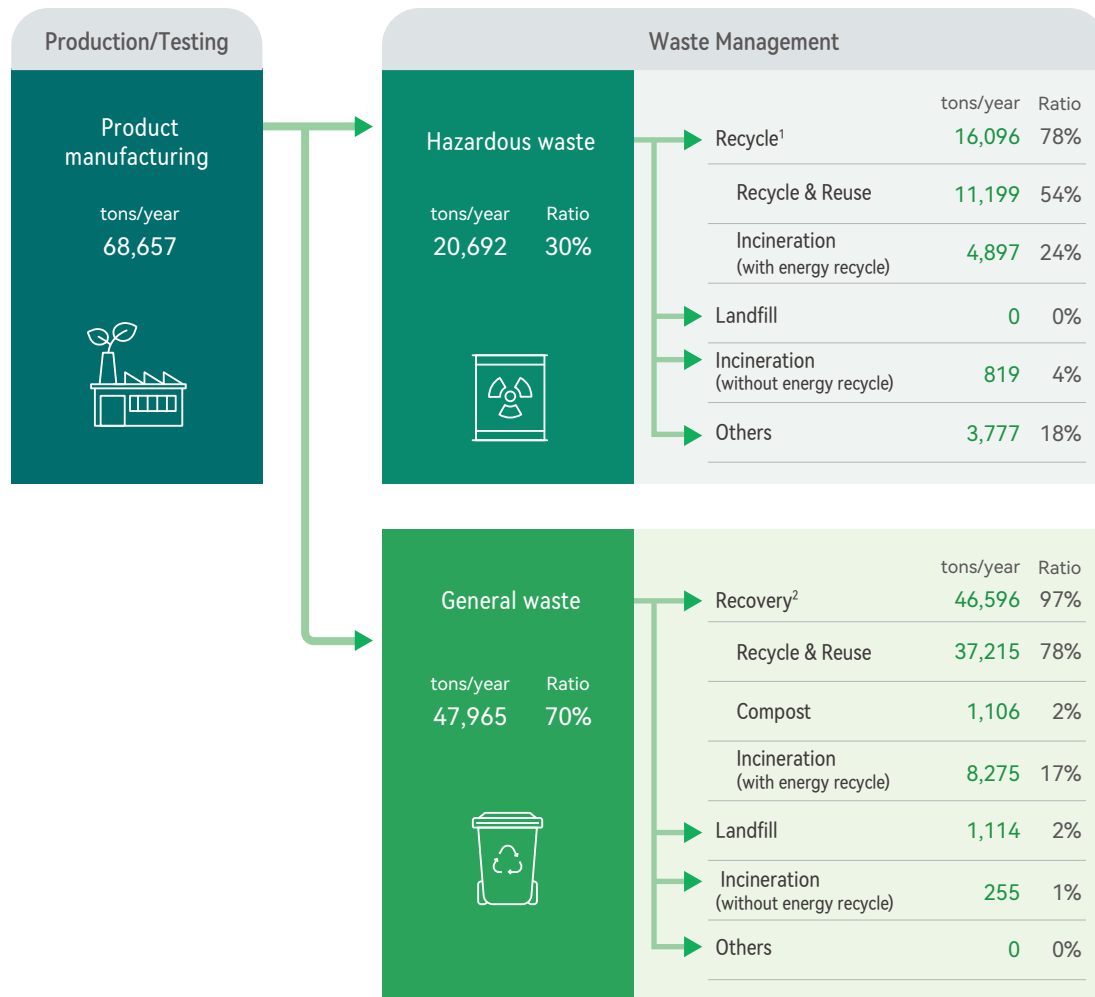 Production/Testing
Waste Management
Product
manufacturing
tons/year
68,657
Hazardous waste
tons/year Ratio
20,692 30%
tons/year Ratio
Recycle¹ 16,096 78%
Recycle & Reuse 11,199 54%
Incineration
(with energy recycle) 4,897 24%
Landfill 0 0%
Incineration
(without energy recycle) 819 4%
Others 3,777 18%
General waste
tons/year Ratio
47,965 70%
tons/year Ratio
Recovery² 46,596 97%
Recycle & Reuse 37,215 78%
Compost 1,106 2%
Incineration
(with energy recycle) 8,275 17%
Landfill 1,114 2%
Incineration
(without energy recycle) 255 1%
Others 0 0%